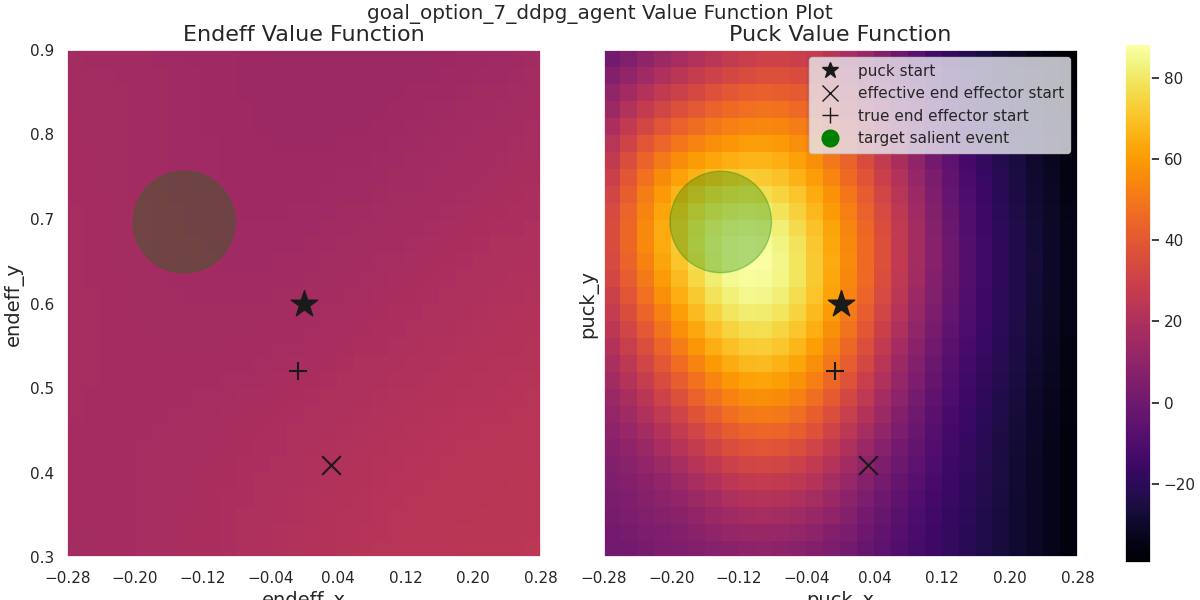 goal_option_7_ddpg_agent Value Function Plot
Endeff Value Function
Puck Value Function
0.9
0.8
0.7
0.6
0.5
0.4
0.3
endeff_y
−0.28 −0.20 −0.12 −0.04 0.04 0.12 0.20 0.28
endeff_x
puck start
effective end effector start
true end effector start
target salient event
puck_y
−0.28 −0.20 −0.12 −0.04 0.04 0.12 0.20 0.28
puck_x
80
60
40
20
0
−20